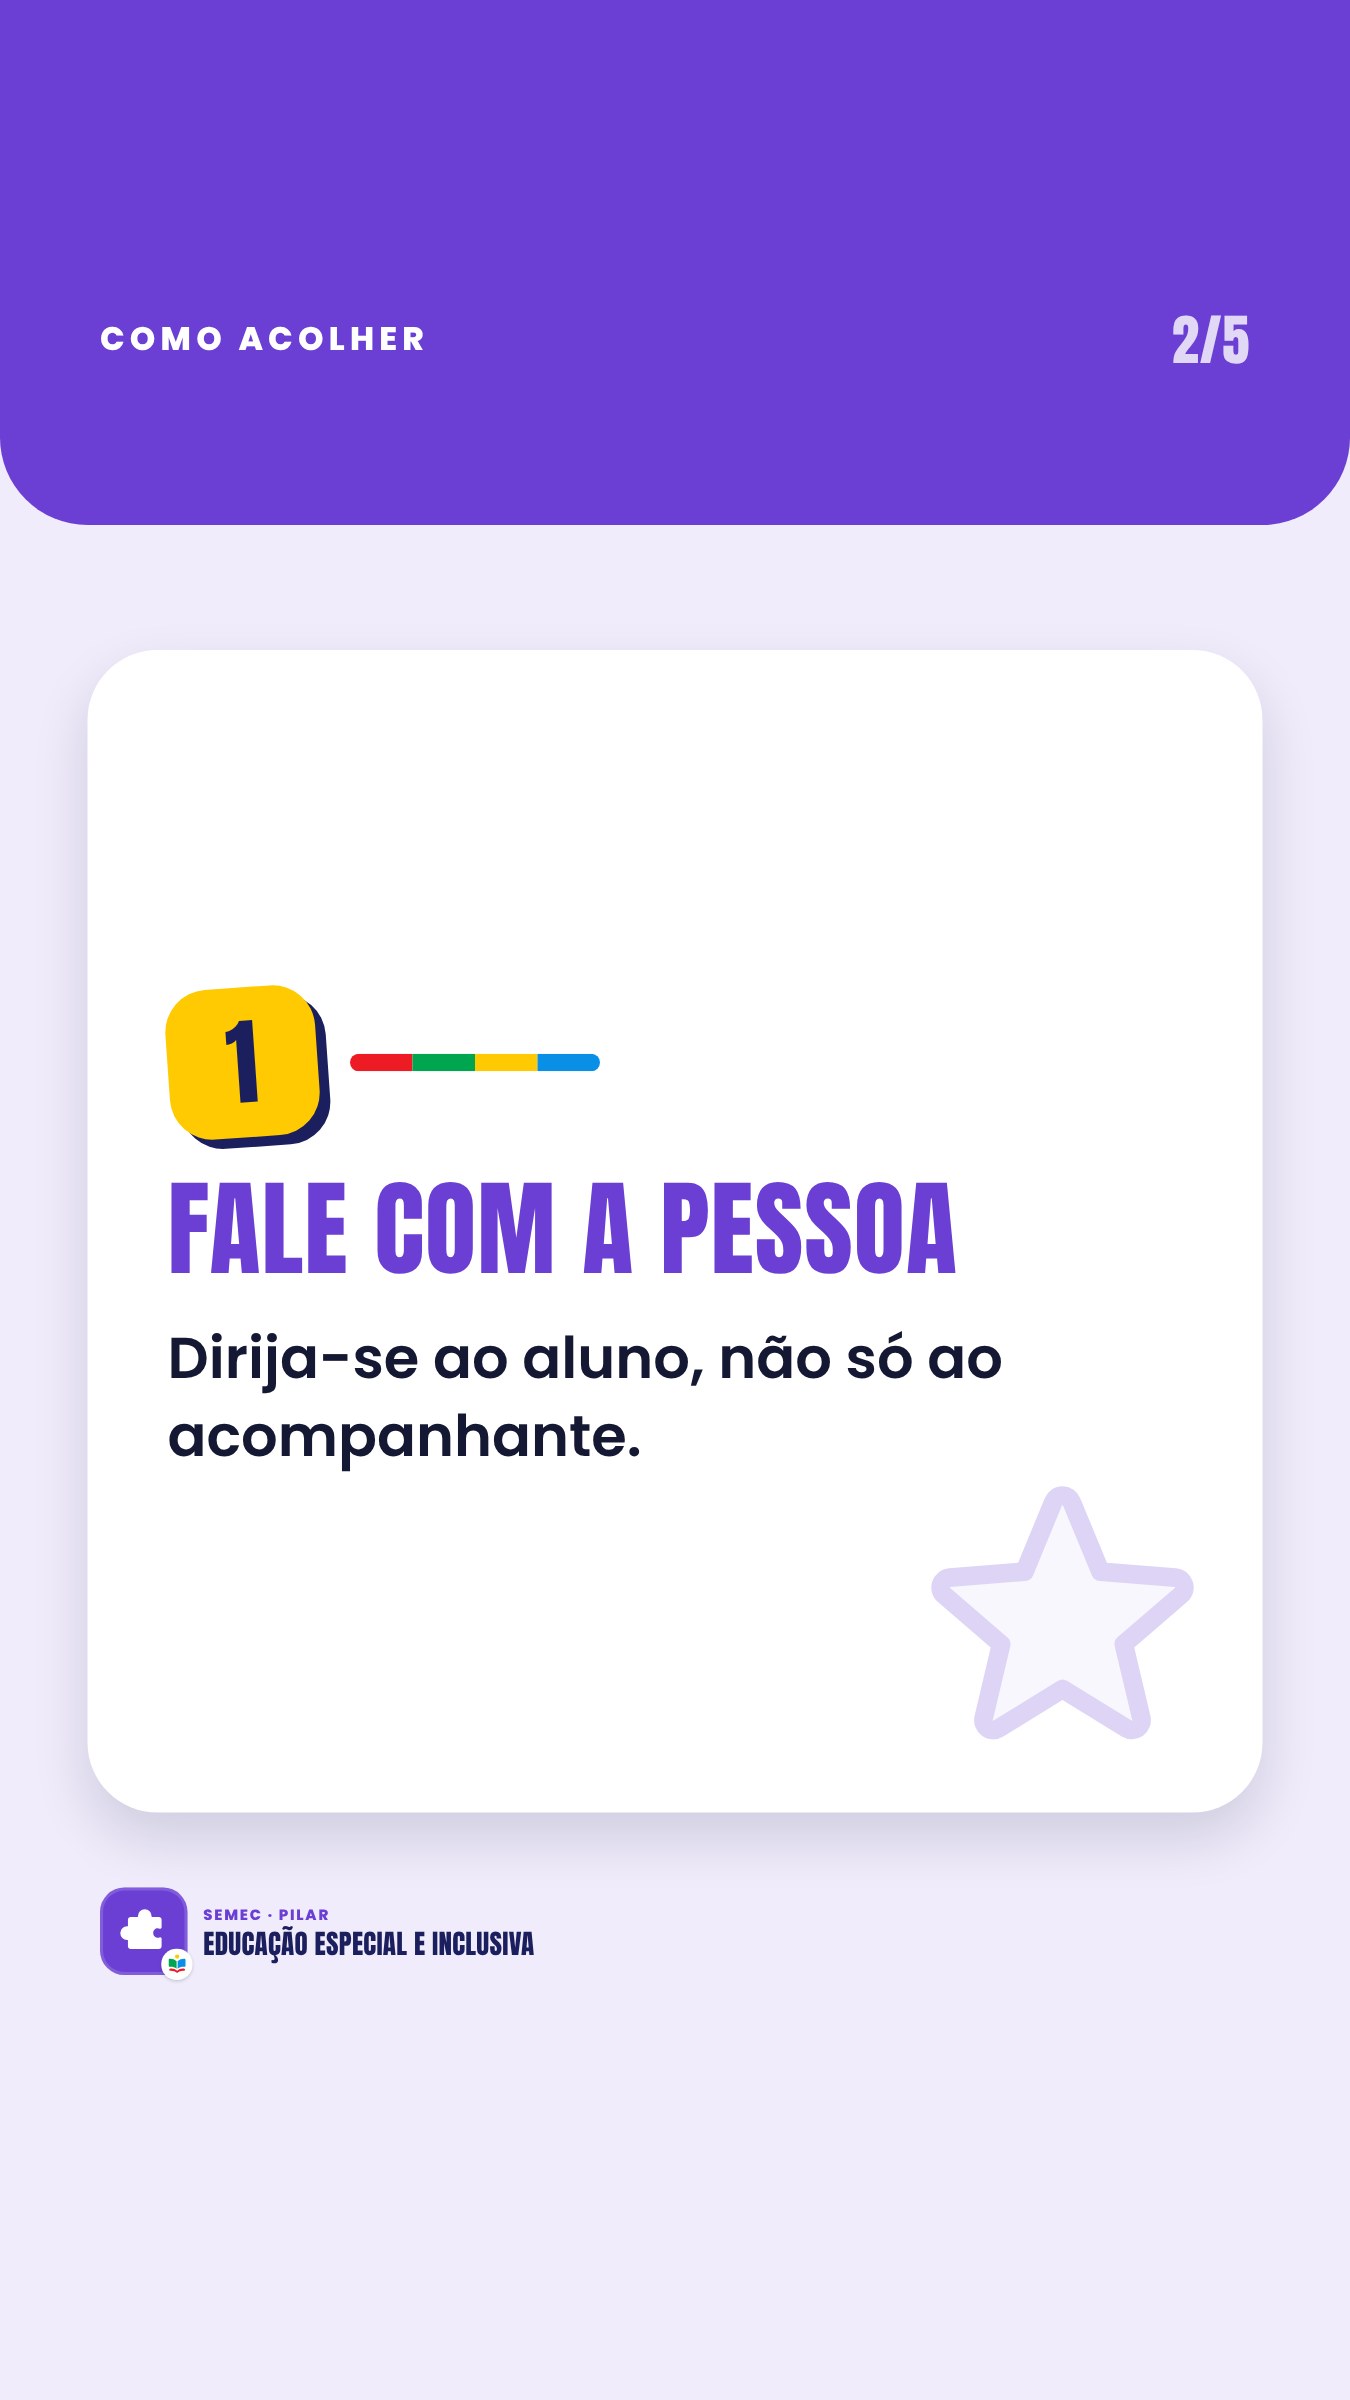 COMO ACOLHER
2/5
1
FALE COM A PESSOA
Dirija-se ao aluno, não só ao
acompanhante.
SEMEC · PILAR
EDUCAÇÃO ESPECIAL E INCLUSIVA